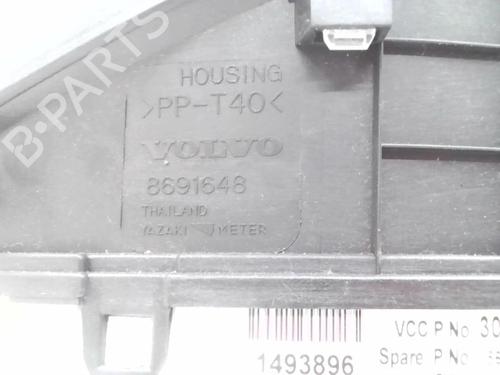 B-PARTS
HOUSING
>PP-T40<
VOLVO
8691648
THAILAND
YAZAKI METER
VCC P No 30
1493896 Spare P No